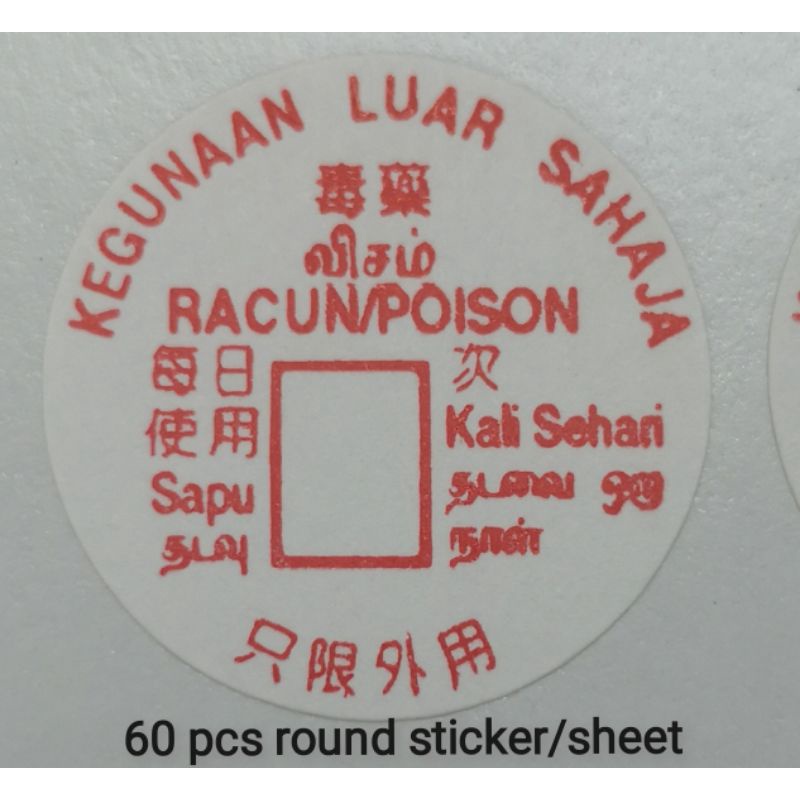 KEGUNAAN LUAR SAHAJA
毒藥
விசம்
RACUN/POISON
每日 次
使用 Kali Sehari
Sapu தடவை ஒரு
தடவு நாள்
只限外用
60 pcs round sticker/sheet